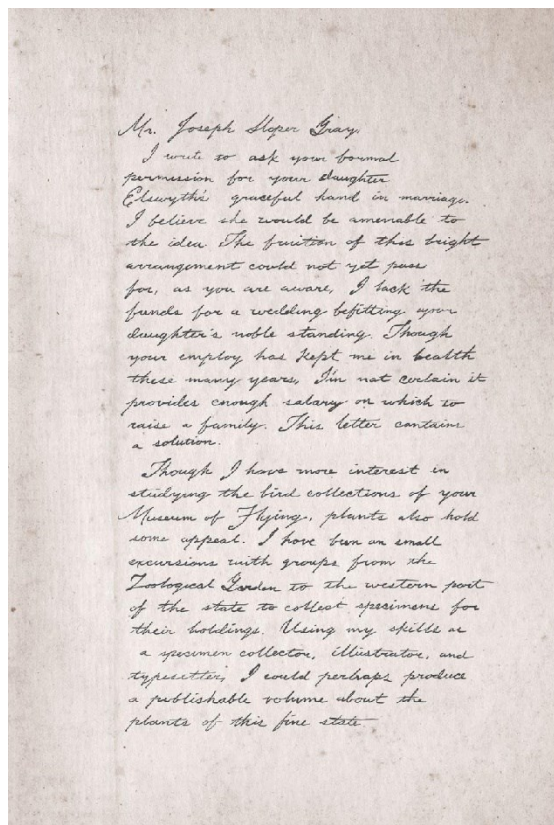 Mr. Joseph Sloper Gray,
I write to ask your formal
permission for your daughter
Elswyth's graceful hand in marriage.
I believe she would be amenable to
the idea The fruition of this bright
arrangement could not yet pass
for, as you are aware, I lack the
funds for a wedding befitting your
daughter's noble standing. Though
your employ has kept me in health
these many years, I'm not certain it
provides enough salary on which to
raise a family. This letter contains
a solution.
Though I have more interest in
studying the bird collections of your
Museum of Flying, plants also hold
some appeal. I have been on small
excursions with groups from the
Zoological Garden to the western part
of the state to collect specimens for
their holdings. Using my skills as
a specimen collector, illustrator, and
typesetter, I could perhaps produce
a publishable volume about the
plants of this fine state